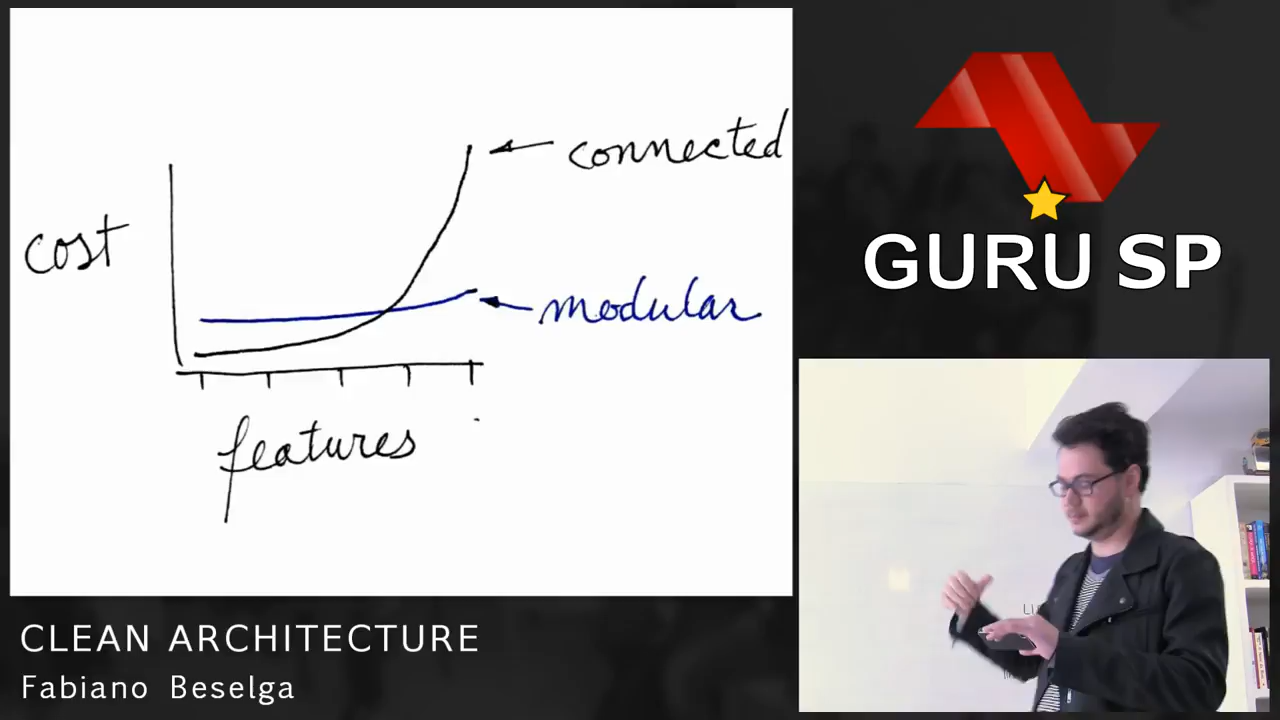 connected
cost
modular
features
GURU SP
CLEAN ARCHITECTURE
Fabiano Beselga